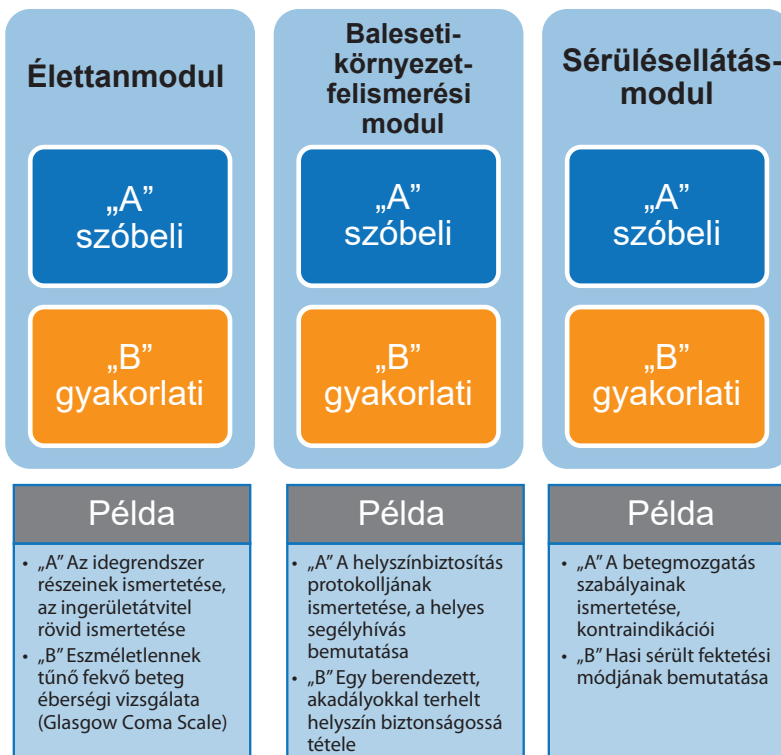 Élettanmodul
„A”
szóbeli
„B”
gyakorlati
Baleseti-
környezet-
felismerési
modul
„A”
szóbeli
„B”
gyakorlati
Sérülésellátás-
modul
„A”
szóbeli
„B”
gyakorlati
Példa
• „A” Az idegrendszer
részeinek ismertetése,
az ingerületátvitel
rövid ismertetése
• „B” Eszméletlennek
tűnő fekvő beteg
éberségi vizsgálata
(Glasgow Coma Scale)
Példa
• „A” A helyszínbiztosítás
protokolljának
ismertetése, a helyes
segélyhívás
bemutatása
• „B” Egy berendezett,
akadályokkal terhelt
helyszín biztonságossá
tétele
Példa
• „A” A betegmozgatás
szabályainak
ismertetése,
kontraindikációi
• „B” Hasi sérült fektetési
módjának bemutatása